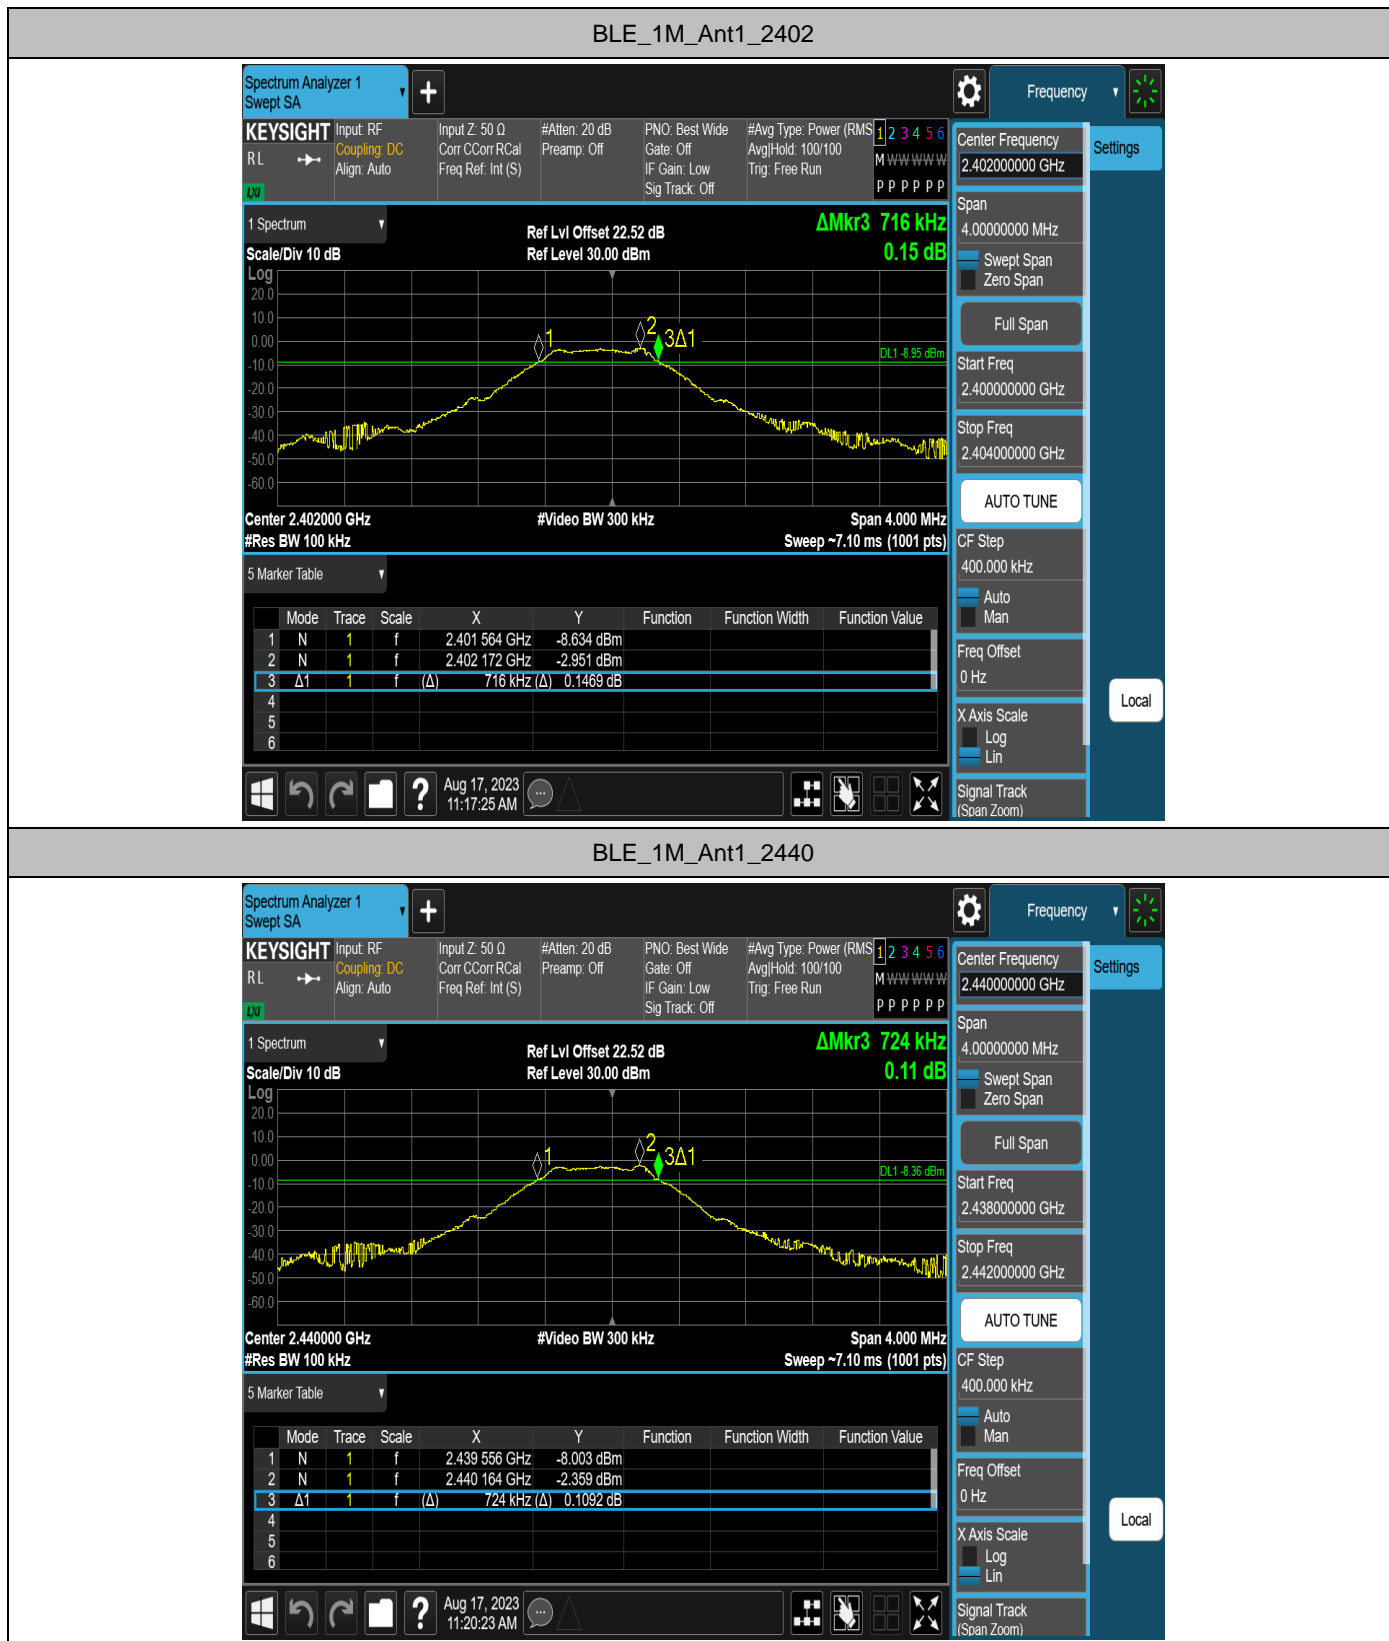 BLE_1M_Ant1_2402
Spectrum Analyzer 1
Swept SA
Frequency
KEYSIGHT
RL
LXI
Input: RF
Coupling: DC
Align: Auto
Input Z: 50 Ω
Corr CCorr RCal
Freq Ref: Int (S)
#Atten: 20 dB
Preamp: Off
PNO: Best Wide
Gate: Off
IF Gain: Low
Sig Track: Off
#Avg Type: Power (RMS
Avg|Hold: 100/100
Trig: Free Run
1 2 3 4 5 6
M W W W W W
P P P P P P
1 Spectrum
Scale/Div 10 dB
Ref Lvl Offset 22.52 dB
Ref Level 30.00 dBm
ΔMkr3 716 kHz
0.15 dB
Log
20.0
10.0
0.00
-10.0
-20.0
-30.0
-40.0
-50.0
-60.0
1
2
3Δ1
DL1 -8.95 dBm
Center 2.402000 GHz
#Res BW 100 kHz
#Video BW 300 kHz
Span 4.000 MHz
Sweep ~7.10 ms (1001 pts)
5 Marker Table
Mode Trace Scale X Y Function Function Width Function Value
1 N 1 f 2.401 564 GHz -8.634 dBm
2 N 1 f 2.402 172 GHz -2.951 dBm
3 Δ1 1 f (Δ) 716 kHz (Δ) 0.1469 dB
4
5
6
Aug 17, 2023
11:17:25 AM
Settings
Center Frequency
2.402000000 GHz
Span
4.00000000 MHz
Swept Span
Zero Span
Full Span
Start Freq
2.400000000 GHz
Stop Freq
2.404000000 GHz
AUTO TUNE
CF Step
400.000 kHz
Auto
Man
Freq Offset
0 Hz
X Axis Scale
Log
Lin
Signal Track
(Span Zoom)
Local
BLE_1M_Ant1_2440
Spectrum Analyzer 1
Swept SA
Frequency
KEYSIGHT
RL
LXI
Input: RF
Coupling: DC
Align: Auto
Input Z: 50 Ω
Corr CCorr RCal
Freq Ref: Int (S)
#Atten: 20 dB
Preamp: Off
PNO: Best Wide
Gate: Off
IF Gain: Low
Sig Track: Off
#Avg Type: Power (RMS
Avg|Hold: 100/100
Trig: Free Run
1 2 3 4 5 6
M W W W W W
P P P P P P
1 Spectrum
Scale/Div 10 dB
Ref Lvl Offset 22.52 dB
Ref Level 30.00 dBm
ΔMkr3 724 kHz
0.11 dB
Log
20.0
10.0
0.00
-10.0
-20.0
-30.0
-40.0
-50.0
-60.0
1
2
3Δ1
DL1 -8.36 dBm
Center 2.440000 GHz
#Res BW 100 kHz
#Video BW 300 kHz
Span 4.000 MHz
Sweep ~7.10 ms (1001 pts)
5 Marker Table
Mode Trace Scale X Y Function Function Width Function Value
1 N 1 f 2.439 556 GHz -8.003 dBm
2 N 1 f 2.440 164 GHz -2.359 dBm
3 Δ1 1 f (Δ) 724 kHz (Δ) 0.1092 dB
4
5
6
Aug 17, 2023
11:20:23 AM
Settings
Center Frequency
2.440000000 GHz
Span
4.00000000 MHz
Swept Span
Zero Span
Full Span
Start Freq
2.438000000 GHz
Stop Freq
2.442000000 GHz
AUTO TUNE
CF Step
400.000 kHz
Auto
Man
Freq Offset
0 Hz
X Axis Scale
Log
Lin
Signal Track
(Span Zoom)
Local